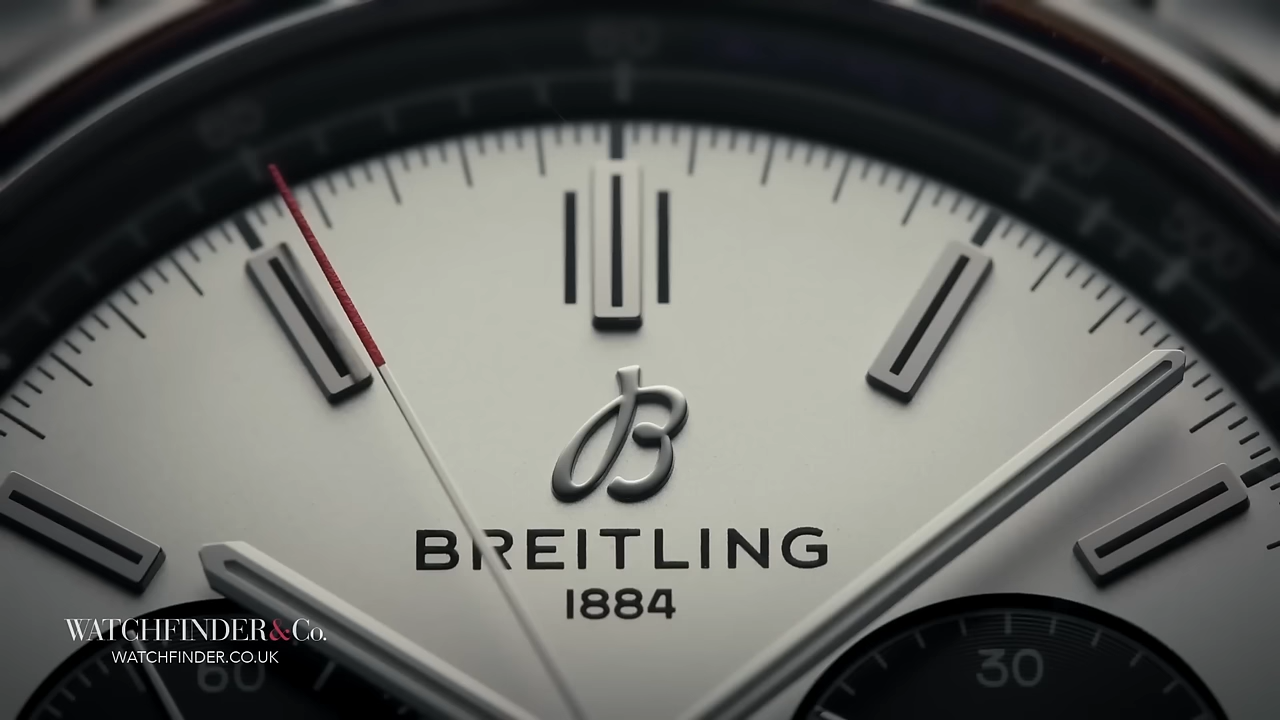 BREITLING
1884
30
60
WATCHFINDER&Co.
WATCHFINDER.CO.UK